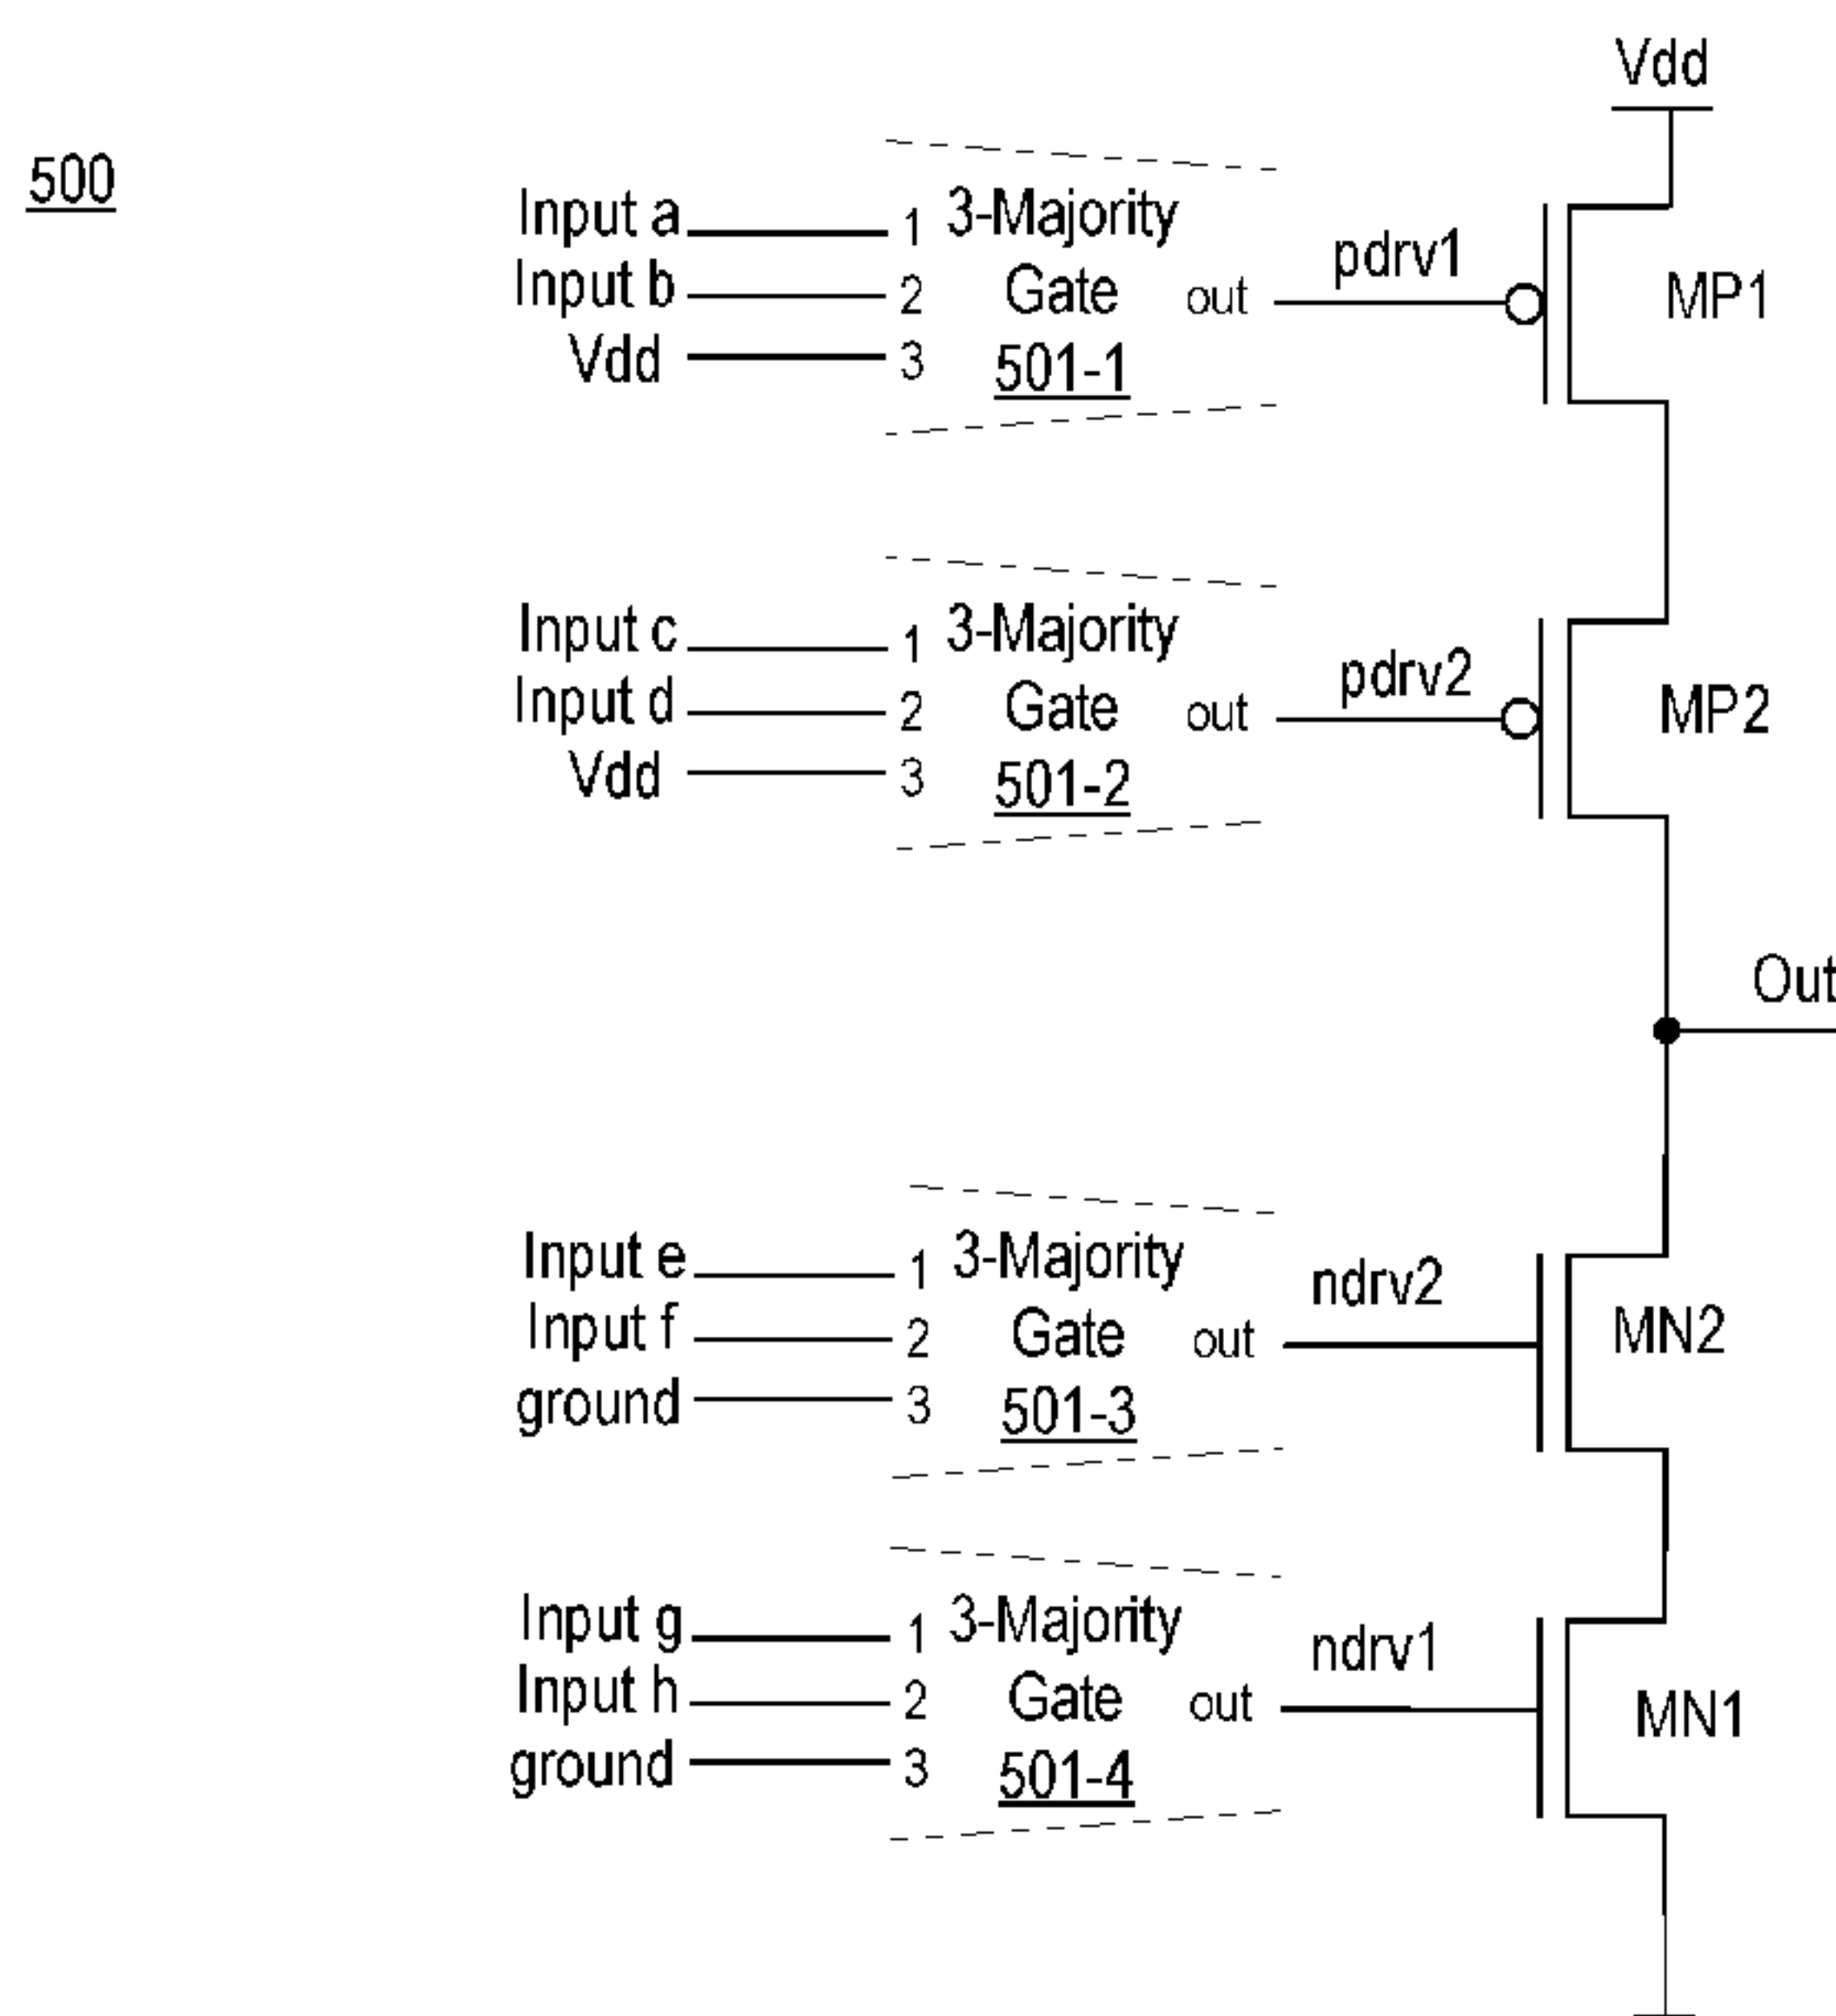 Vdd
500
Input a 1 3-Majority
Input b 2 Gate out pdrv1 MP1
Vdd 3 501-1
Input c 1 3-Majority
Input d 2 Gate out pdrv2 MP2
Vdd 3 501-2
Out
Input e 1 3-Majority
Input f 2 Gate out ndrv2 MN2
ground 3 501-3
Input g 1 3-Majority
Input h 2 Gate out ndrv1 MN1
ground 3 501-4